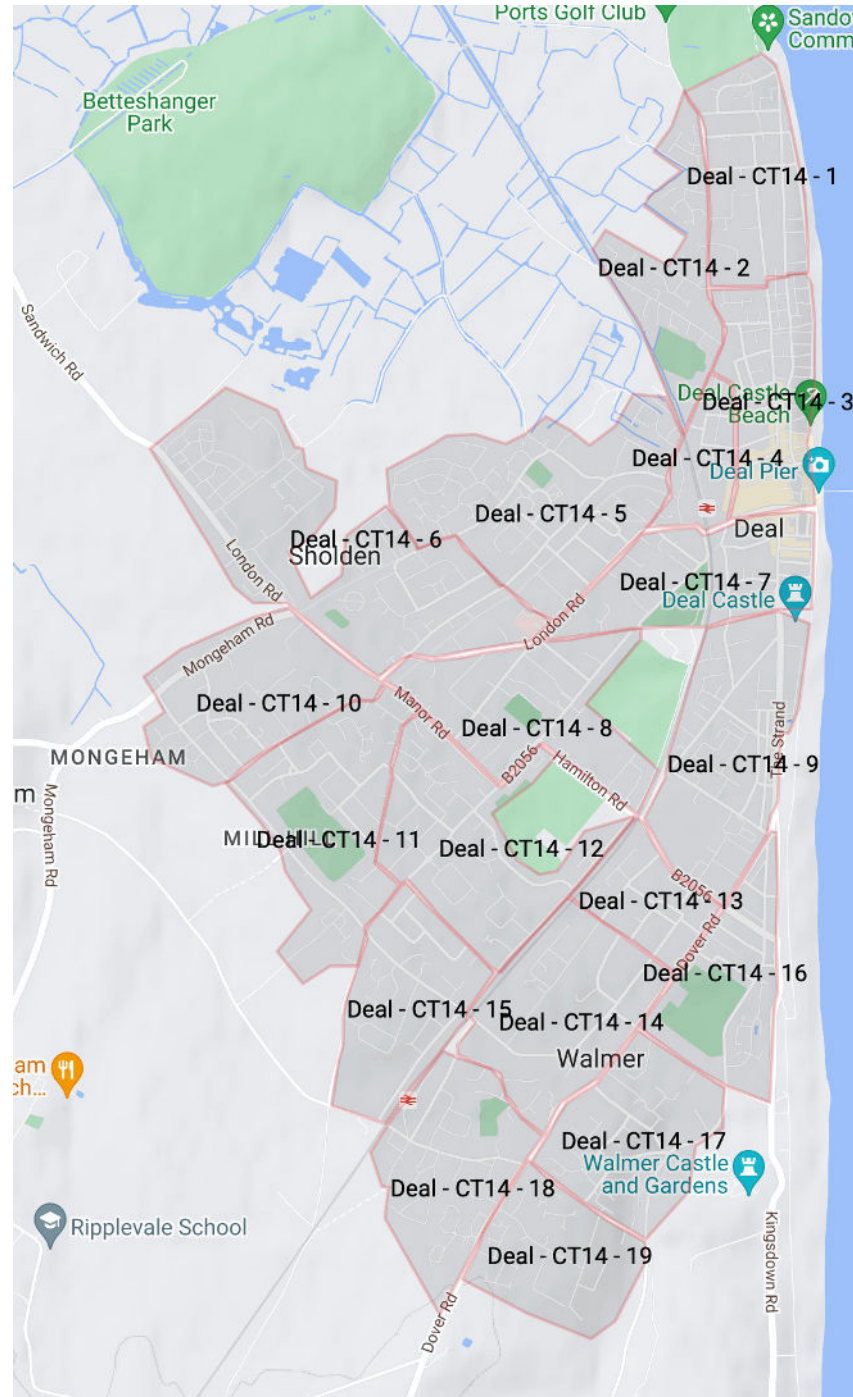 Ports Golf Club
Sando
Comm
Betteshanger
Park
Deal - CT14 - 1
Deal - CT14 - 2
Sandwich Rd
Deal Castle
Beach
Deal - CT14 - 3
Deal - CT14 - 4
Deal Pier
Deal - CT14 - 5
Deal
Deal - CT14 - 6
Sholden
London Rd
Deal - CT14 - 7
Deal Castle
London Rd
Mongeham Rd
Deal - CT14 - 10
Manor Rd
Deal - CT14 - 8
The Strand
MONGEHAM
B2056
Hamilton Rd
Deal - CT14 - 9
m
Mongeham Rd
MILL HILL
Deal - CT14 - 11
Deal - CT14 - 12
B2056
Deal - CT14 - 13
Dover Rd
Deal - CT14 - 16
Deal - CT14 - 15
Deal - CT14 - 14
Walmer
am
ch...
Deal - CT14 - 17
Walmer Castle
and Gardens
Deal - CT14 - 18
Ripplevale School
Deal - CT14 - 19
Kingsdown Rd
Dover Rd